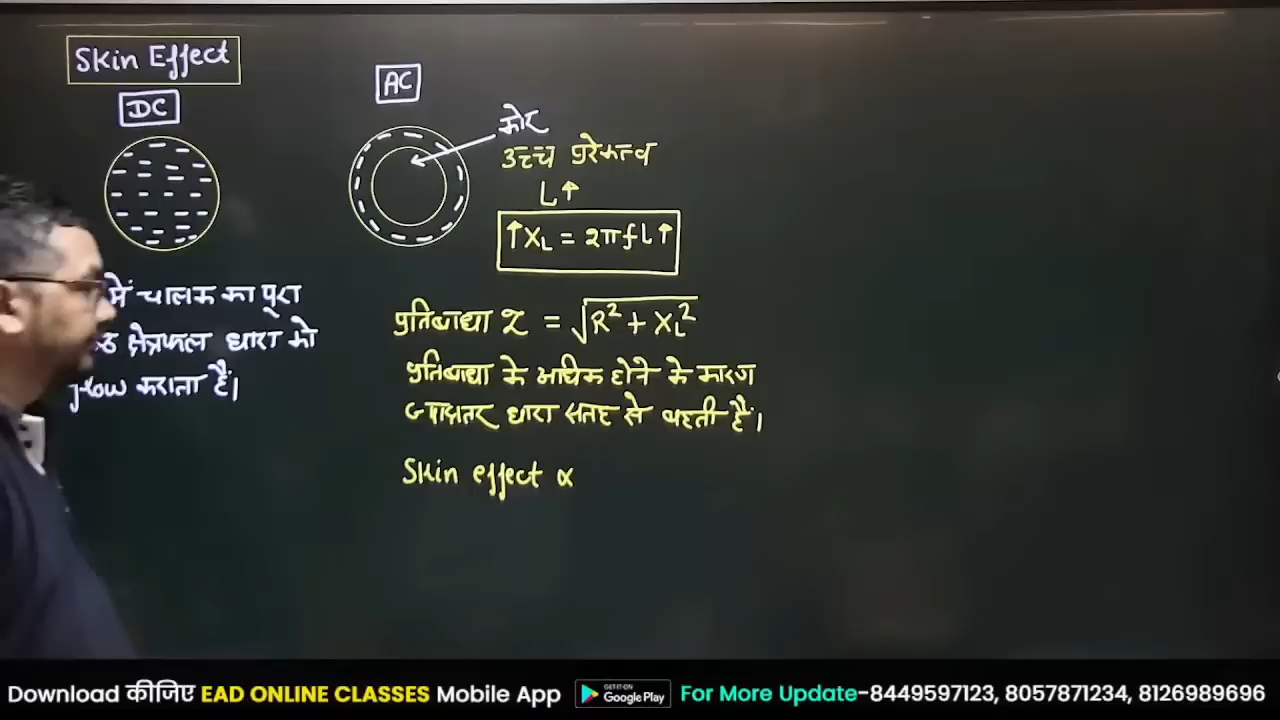 Skin Effect
DC
AC
कोर
उच्च प्रेरकत्व
L↑
↑XL = 2πfL↑
में चालक का पूरा
क्षेत्रफल धारा को
flow कराता है।
प्रतिबाधा Z = √R² + XL²
प्रतिबाधा के अधिक होने के कारण
ज्यादातर धारा सतह से बहती है।
Skin effect ∝
Download कीजिए EAD ONLINE CLASSES Mobile App
GET IT ON
Google Play
For More Update-8449597123, 8057871234, 8126989696